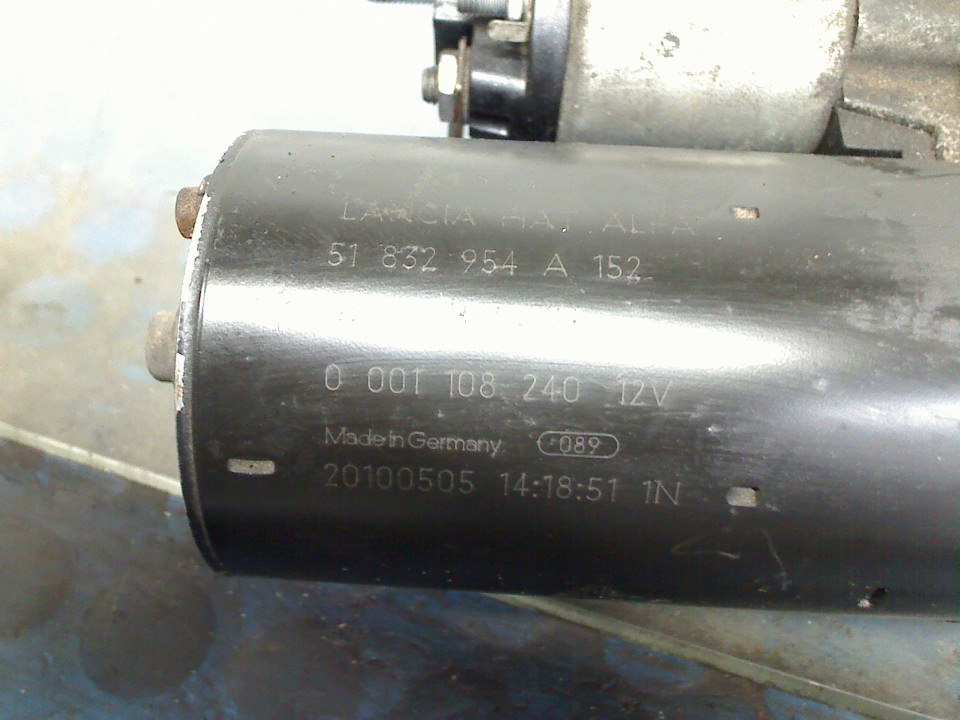 LANCIA FIAT ALFA
51 832 954 A 152
0 001 108 240 12V
Made in Germany 089
20100505 14:18:51 1N